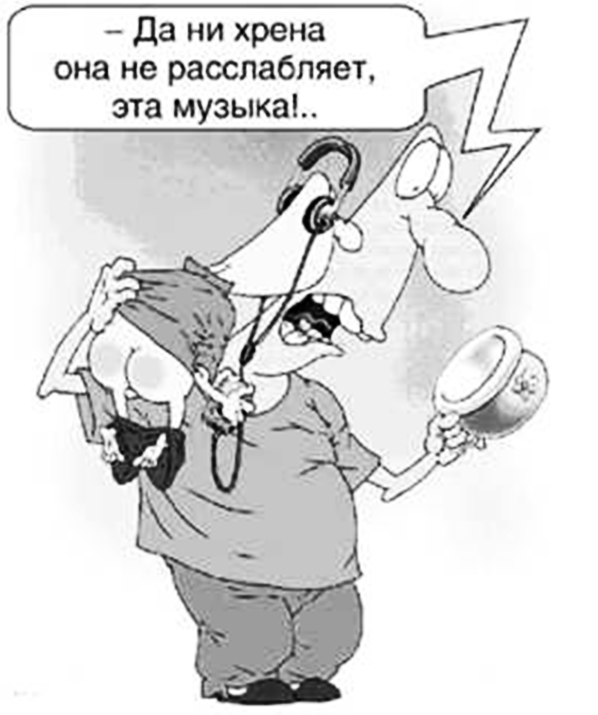 – Да ни хрена
она не расслабляет,
эта музыка!..